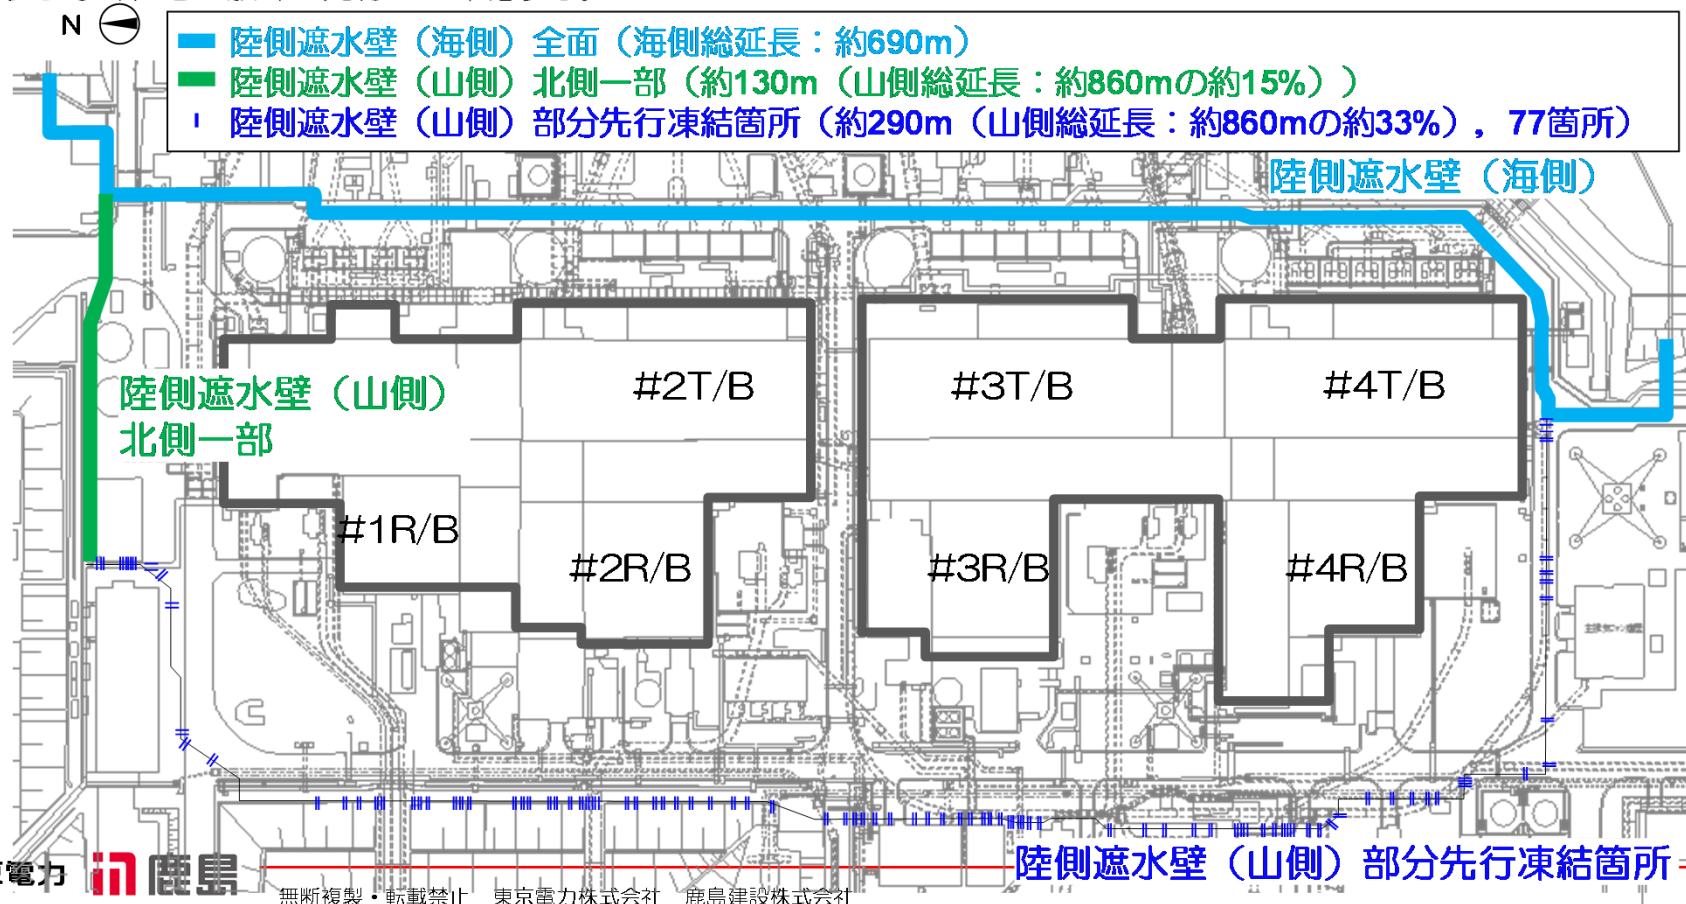 N
陸側遮水壁（海側）全面（海側総延長：約690m）
陸側遮水壁（山側）北側一部（約130m（山側総延長：約860mの約15%））
陸側遮水壁（山側）部分先行凍結箇所（約290m（山側総延長：約860mの約33%），77箇所）
陸側遮水壁（海側）
#2T/B
#3T/B
#4T/B
陸側遮水壁（山側）
北側一部
#1R/B
#2R/B
#3R/B
#4R/B
陸側遮水壁（山側）部分先行凍結箇所
電力
鹿島
無断複製・転載禁止　東京電力株式会社　鹿島建設株式会社